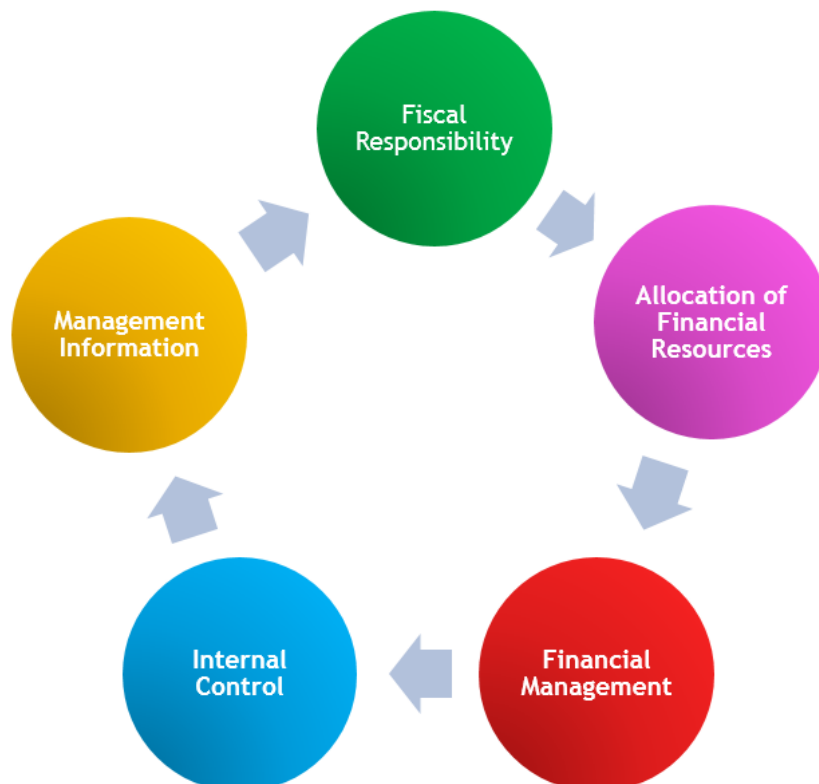 Fiscal
Responsibility
Allocation of
Financial
Resources
Financial
Management
Internal
Control
Management
Information